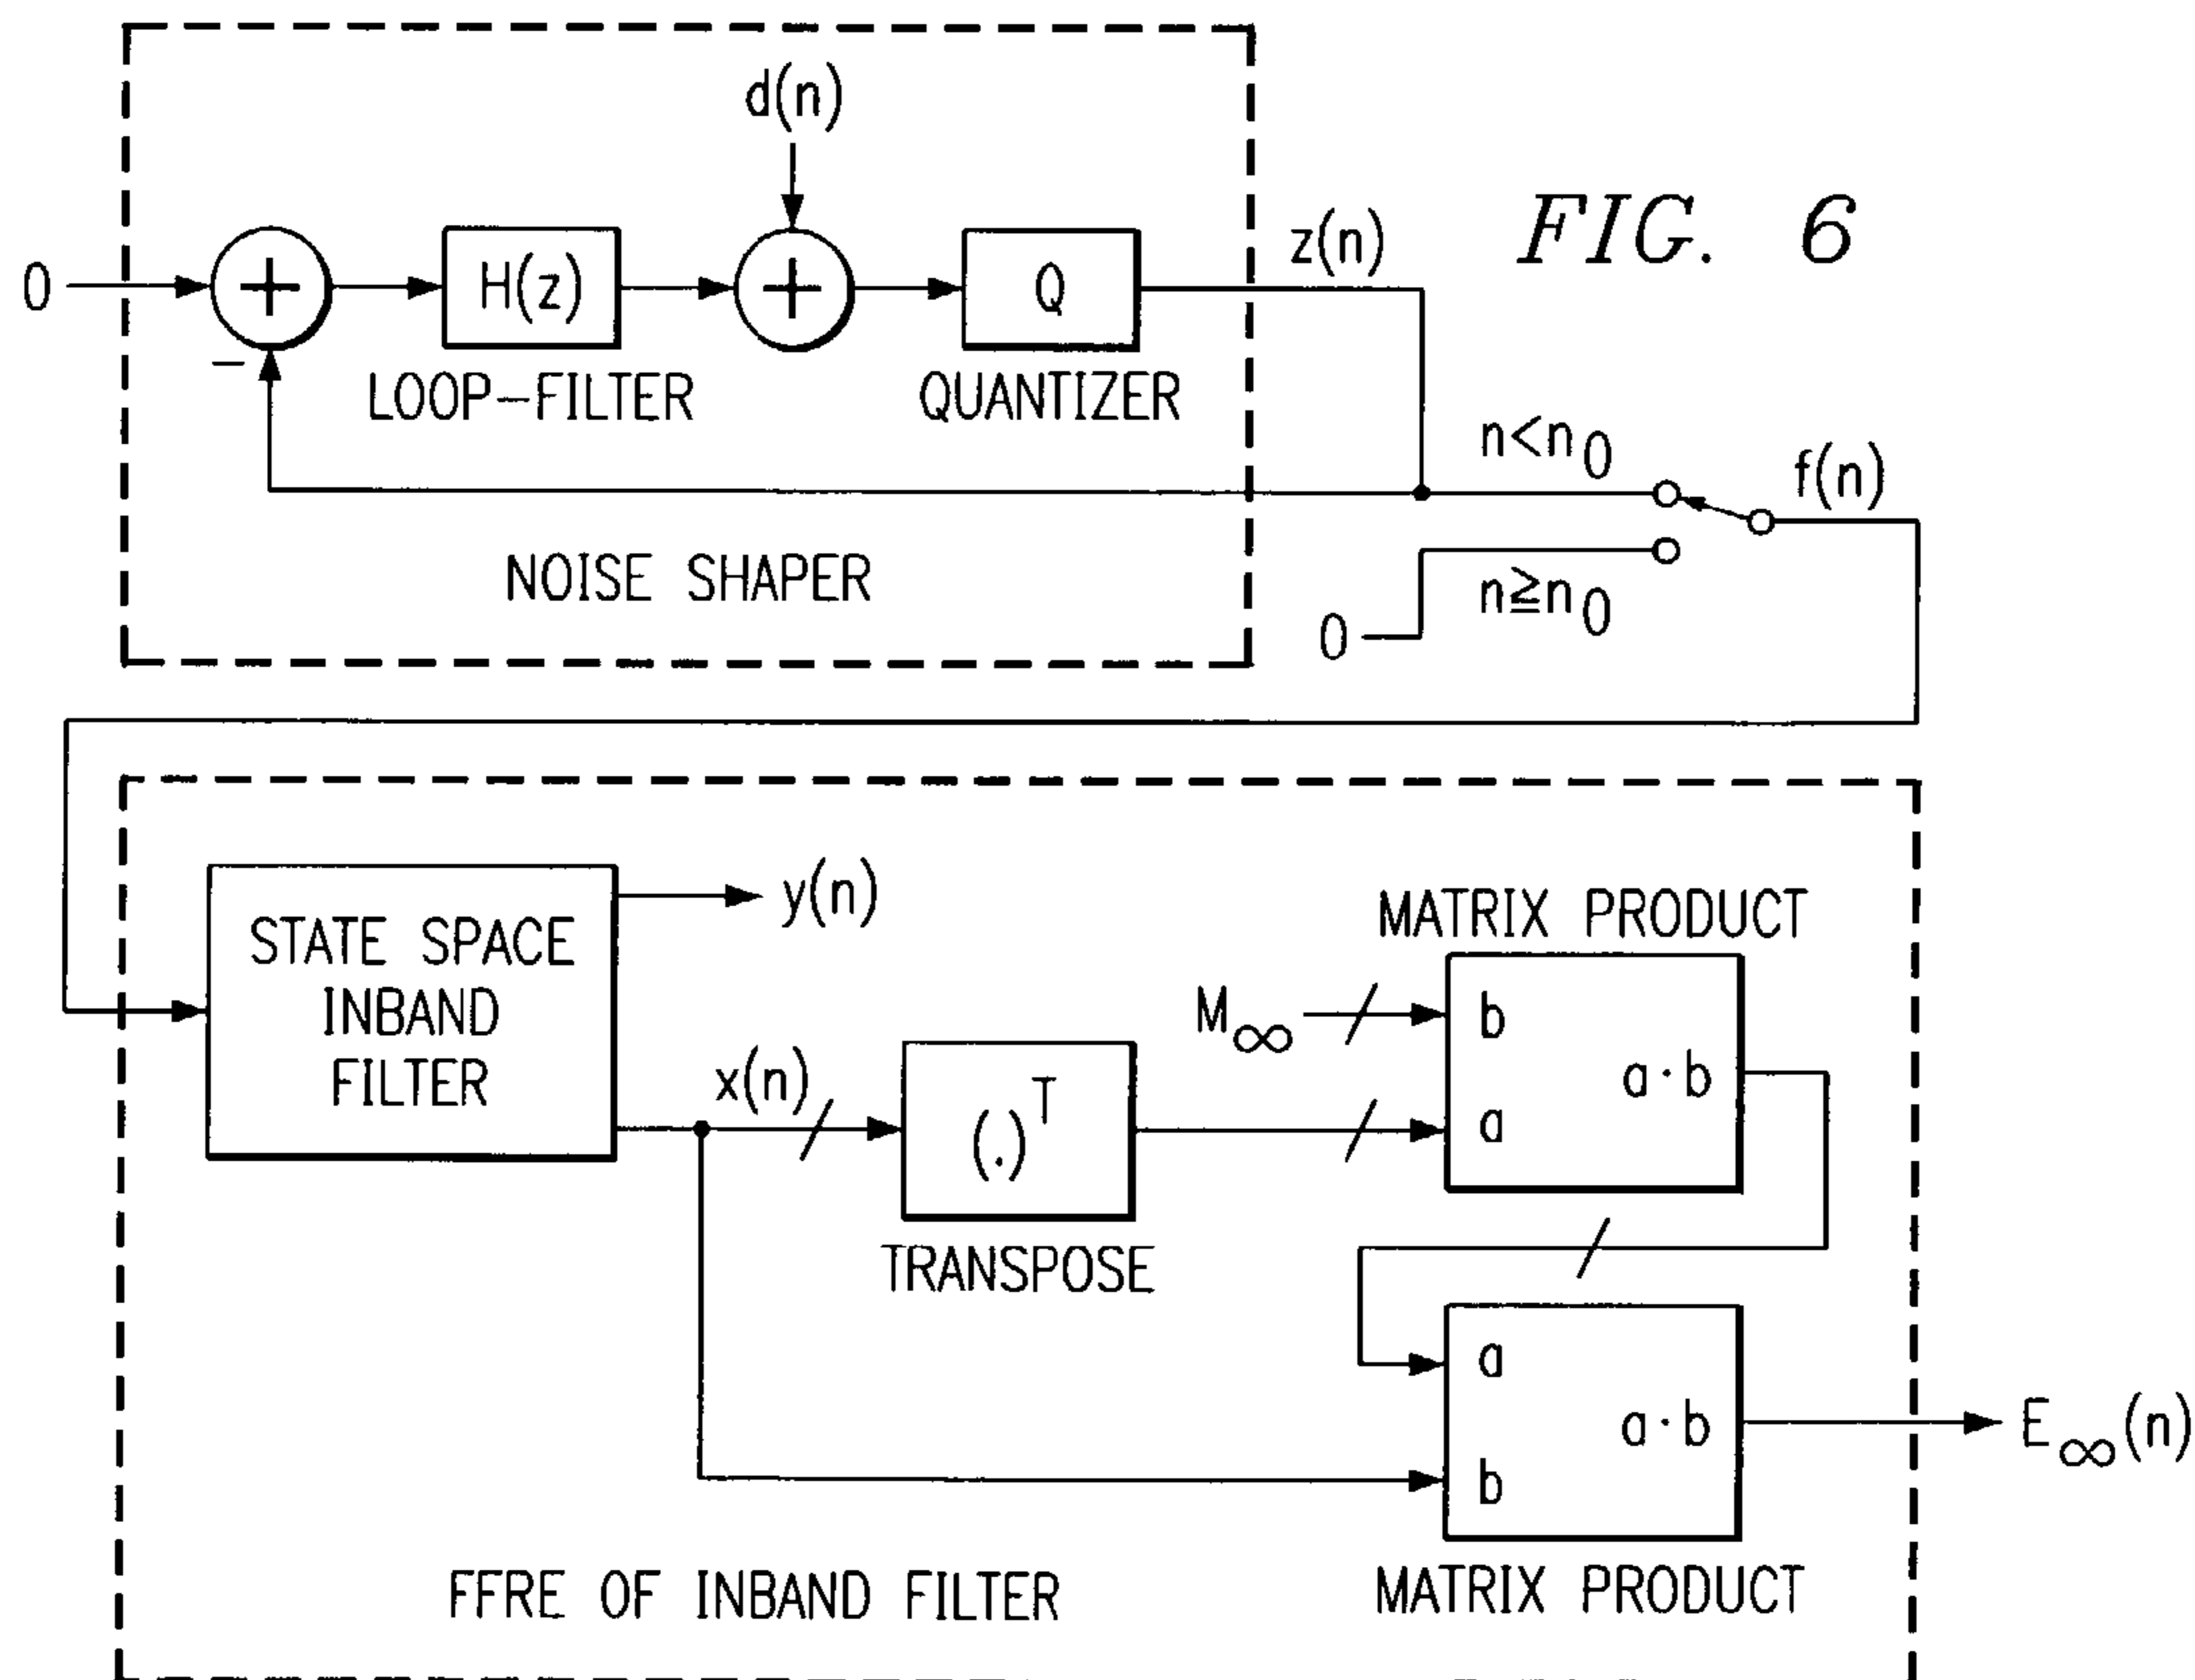 d(n)
FIG. 6
z(n)
0
+
H(z)
+
Q
−
LOOP−FILTER
QUANTIZER
n<n0
f(n)
NOISE SHAPER
n≧n0
0
STATE SPACE
INBAND
FILTER
y(n)
MATRIX PRODUCT
M∞
b
a·b
a
x(n)
(.)T
TRANSPOSE
a
a·b
b
E∞(n)
FFRE OF INBAND FILTER
MATRIX PRODUCT